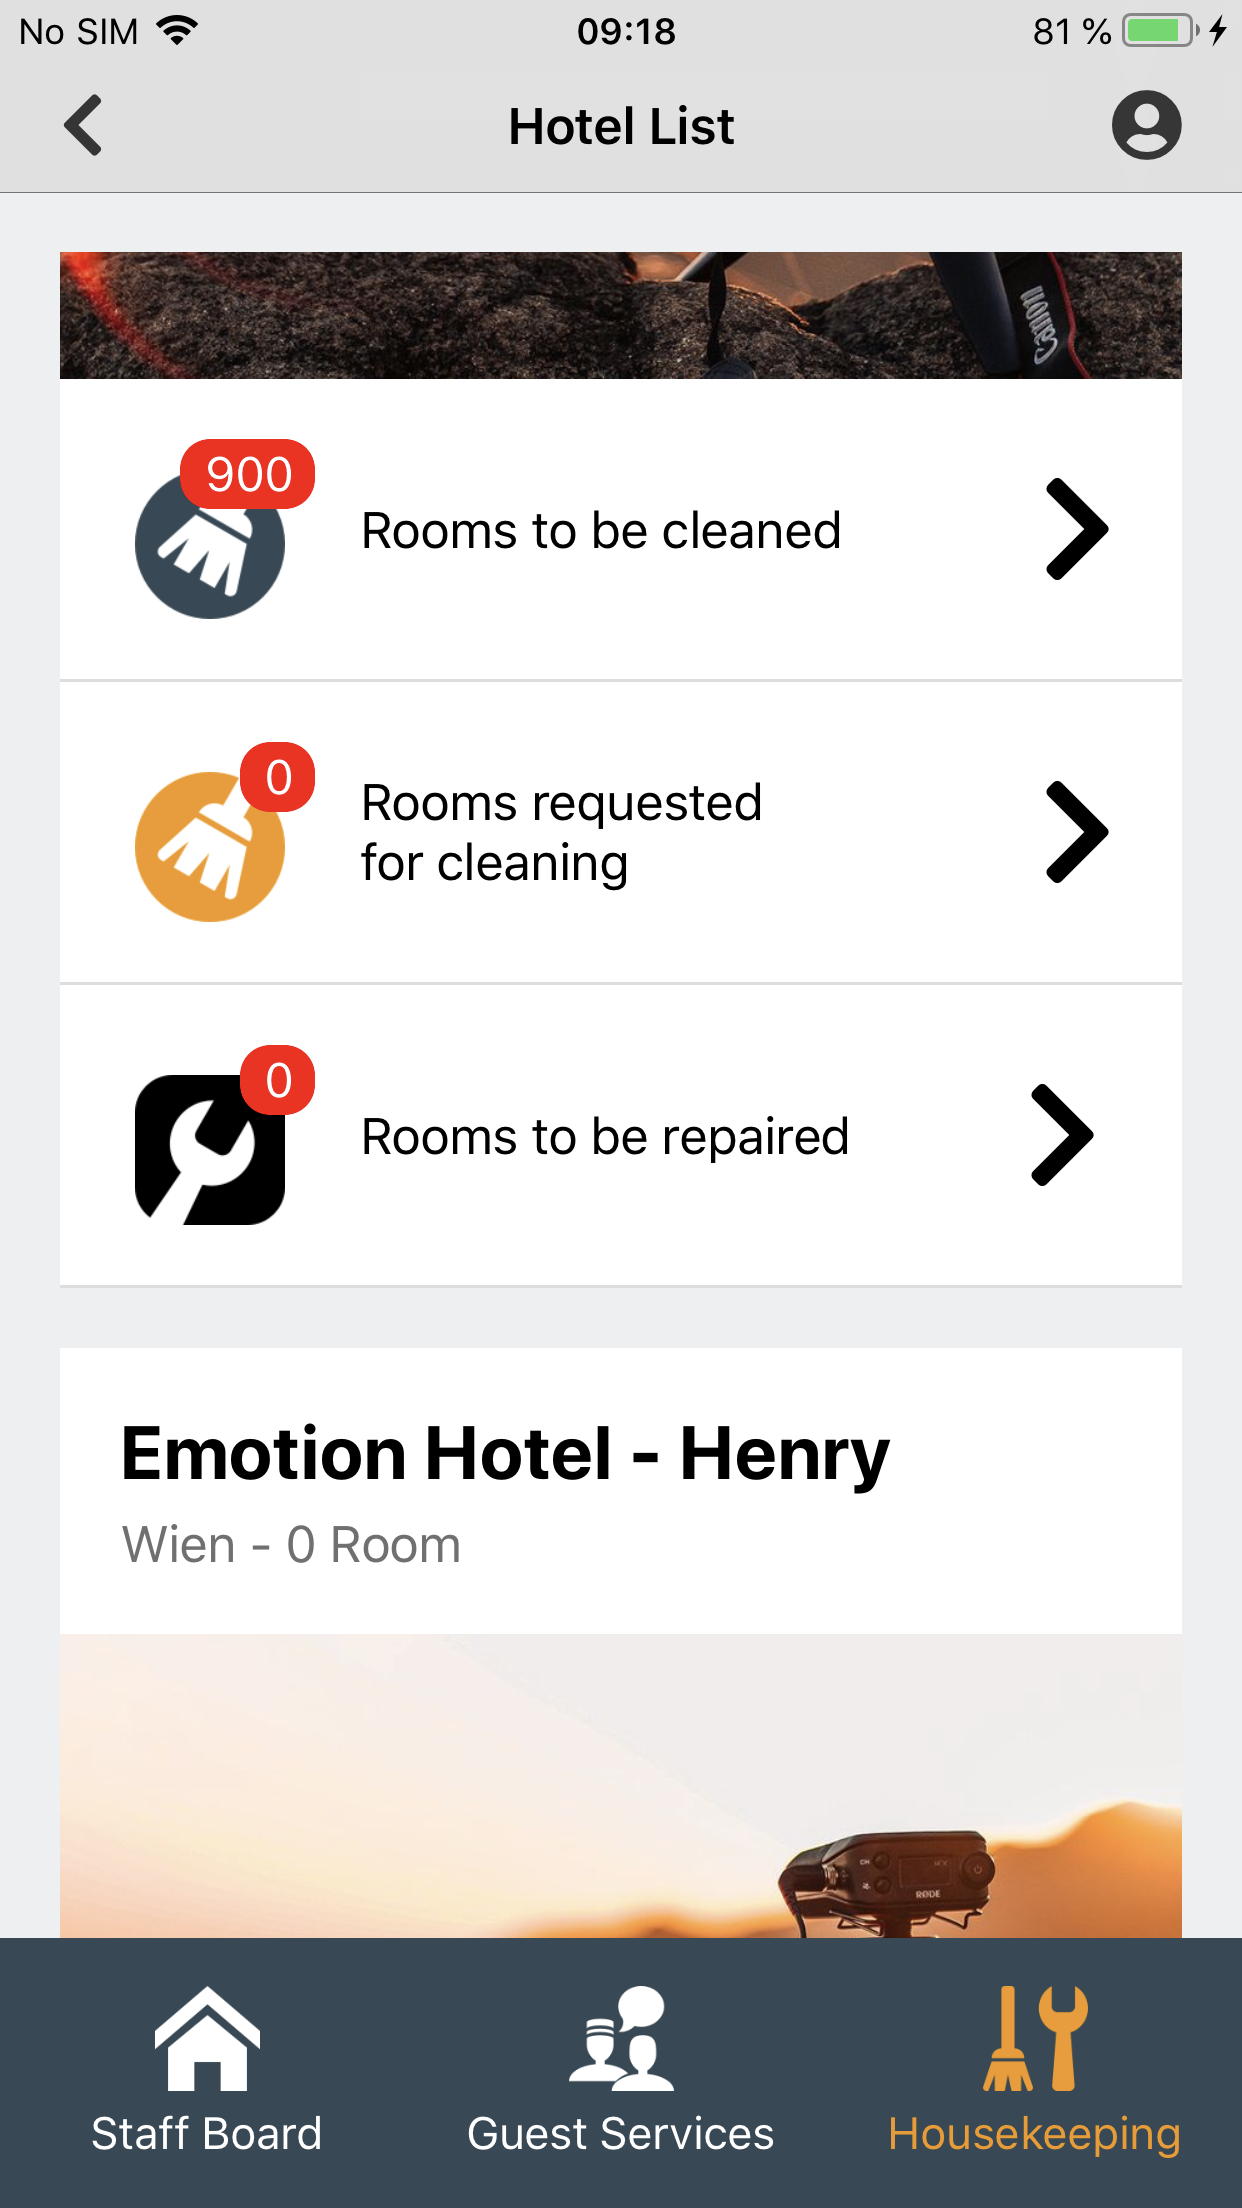 No SIM 09:18 81 %
Hotel List
Canon
900
Rooms to be cleaned
0
Rooms requested
for cleaning
0
Rooms to be repaired
Emotion Hotel - Henry
Wien - 0 Room
RØDE
Staff Board Guest Services Housekeeping